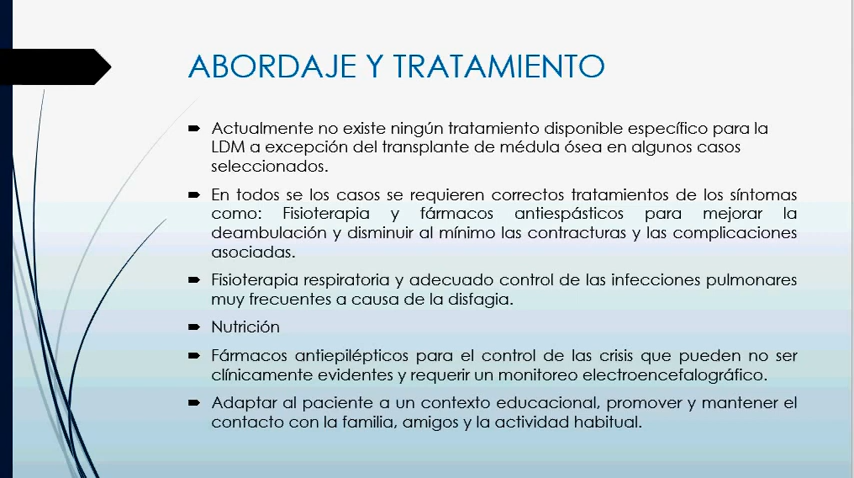 ABORDAJE Y TRATAMIENTO
Actualmente no existe ningún tratamiento disponible específico para la
LDM a excepción del transplante de médula ósea en algunos casos
seleccionados.
En todos se los casos se requieren correctos tratamientos de los síntomas
como: Fisioterapia y fármacos antiespásticos para mejorar la
deambulación y disminuir al mínimo las contracturas y las complicaciones
asociadas.
Fisioterapia respiratoria y adecuado control de las infecciones pulmonares
muy frecuentes a causa de la disfagia.
Nutrición
Fármacos antiepilépticos para el control de las crisis que pueden no ser
clínicamente evidentes y requerir un monitoreo electroencefalográfico.
Adaptar al paciente a un contexto educacional, promover y mantener el
contacto con la familia, amigos y la actividad habitual.